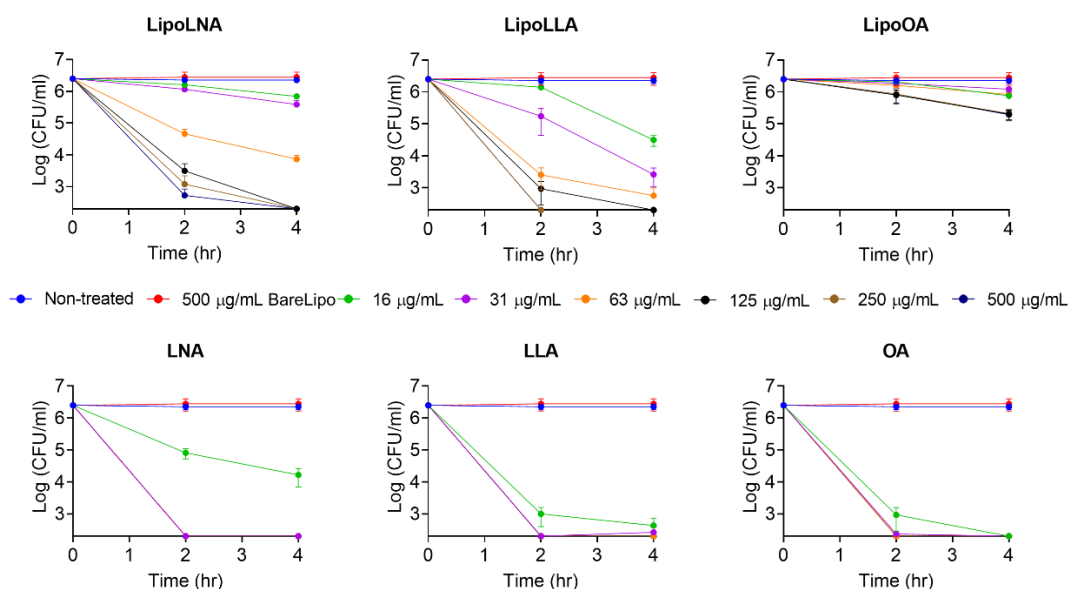 LipoLNA
LipoLLA
LipoOA
7
6
5
4
3
Log (CFU/ml)
0 1 2 3 4
Time (hr)
7
6
5
4
3
Log (CFU/ml)
0 1 2 3 4
Time (hr)
7
6
5
4
3
Log (CFU/ml)
0 1 2 3 4
Time (hr)
Non-treated 500 μg/mL BareLipo 16 μg/mL 31 μg/mL 63 μg/mL 125 μg/mL 250 μg/mL 500 μg/mL
LNA
LLA
OA
7
6
5
4
3
Log (CFU/ml)
0 1 2 3 4
Time (hr)
7
6
5
4
3
Log (CFU/ml)
0 1 2 3 4
Time (hr)
7
6
5
4
3
Log (CFU/ml)
0 1 2 3 4
Time (hr)